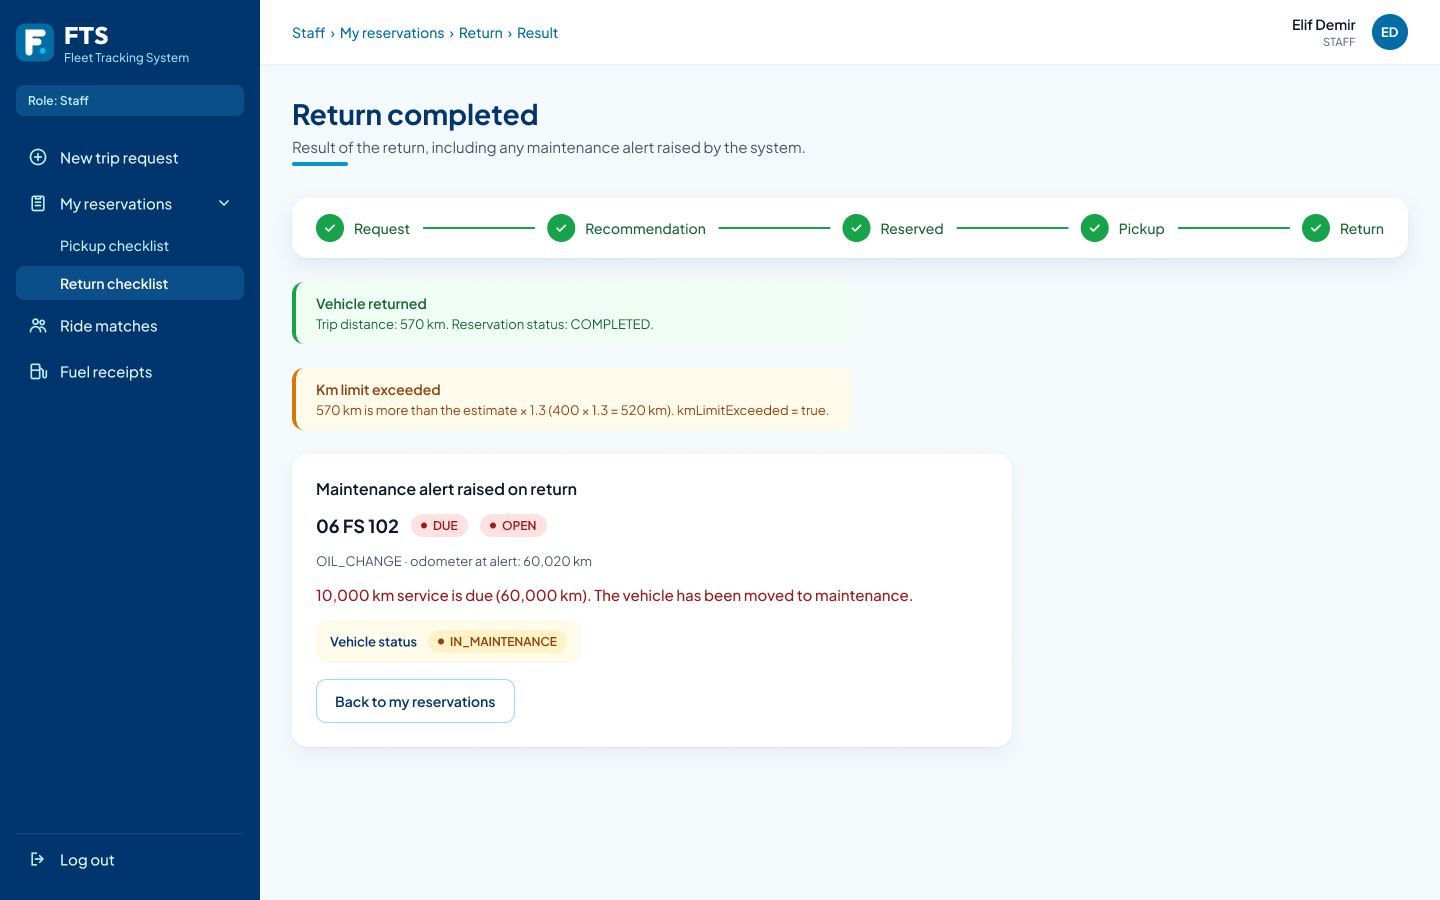 FTS
Fleet Tracking System
Role: Staff
New trip request
My reservations
Pickup checklist
Return checklist
Ride matches
Fuel receipts
Log out
Staff › My reservations › Return › Result
Elif Demir
STAFF
ED
Return completed
Result of the return, including any maintenance alert raised by the system.
Request
Recommendation
Reserved
Pickup
Return
Vehicle returned
Trip distance: 570 km. Reservation status: COMPLETED.
Km limit exceeded
570 km is more than the estimate × 1.3 (400 × 1.3 = 520 km). kmLimitExceeded = true.
Maintenance alert raised on return
06 FS 102 DUE OPEN
OIL_CHANGE · odometer at alert: 60,020 km
10,000 km service is due (60,000 km). The vehicle has been moved to maintenance.
Vehicle status IN_MAINTENANCE
Back to my reservations